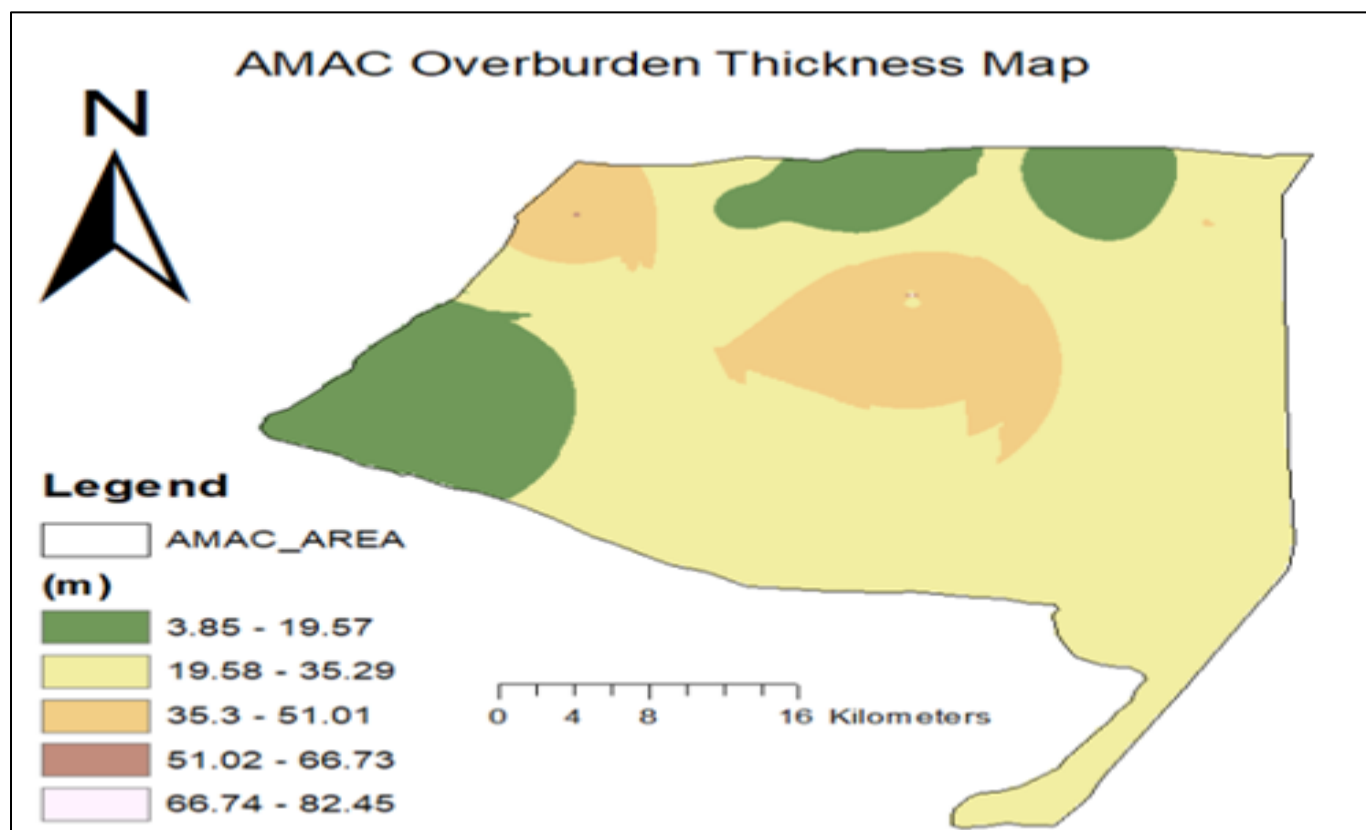 AMAC Overburden Thickness Map
N
Legend
AMAC_AREA
(m)
3.85 - 19.57
19.58 - 35.29
35.3 - 51.01
51.02 - 66.73
66.74 - 82.45
0 4 8 16 Kilometers